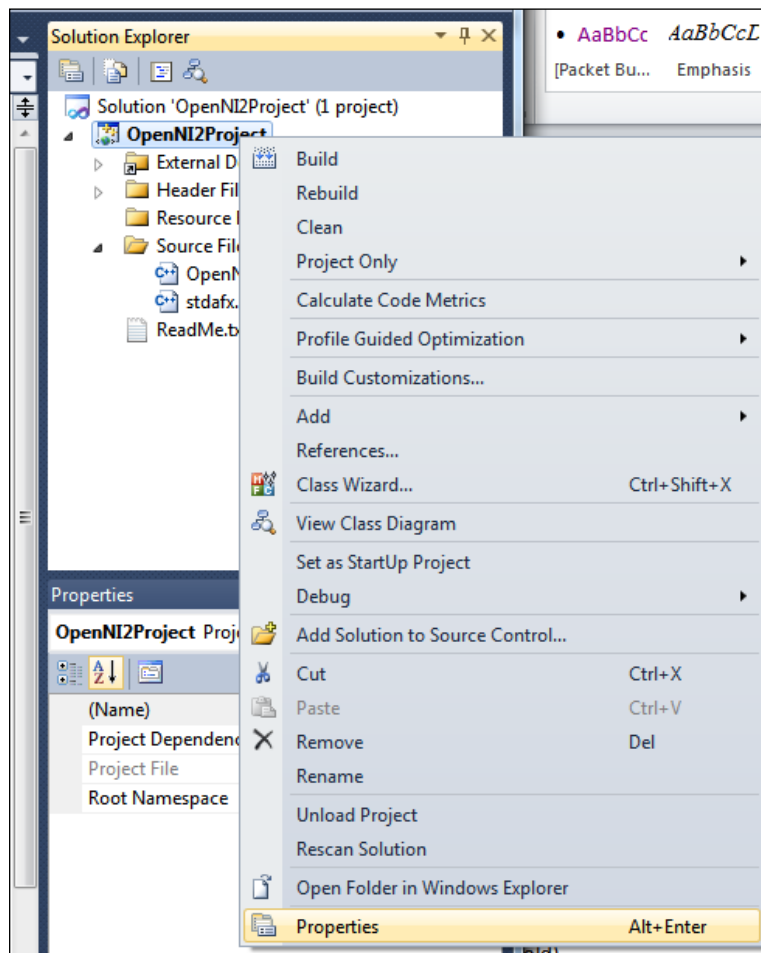 Solution Explorer
AaBbCc AaBbCcL
[Packet Bu... Emphasis
Solution 'OpenNI2Project' (1 project)
OpenNI2Project
External D
Header Fil
Resource
Source File
OpenN
stdafx.
ReadMe.tx
Build
Rebuild
Clean
Project Only
Calculate Code Metrics
Profile Guided Optimization
Build Customizations...
Add
References...
Class Wizard... Ctrl+Shift+X
View Class Diagram
Set as StartUp Project
Debug
Add Solution to Source Control...
Cut Ctrl+X
Paste Ctrl+V
Remove Del
Rename
Unload Project
Rescan Solution
Open Folder in Windows Explorer
Properties Alt+Enter
Properties
OpenNI2Project Proje
(Name)
Project Dependenc
Project File
Root Namespace